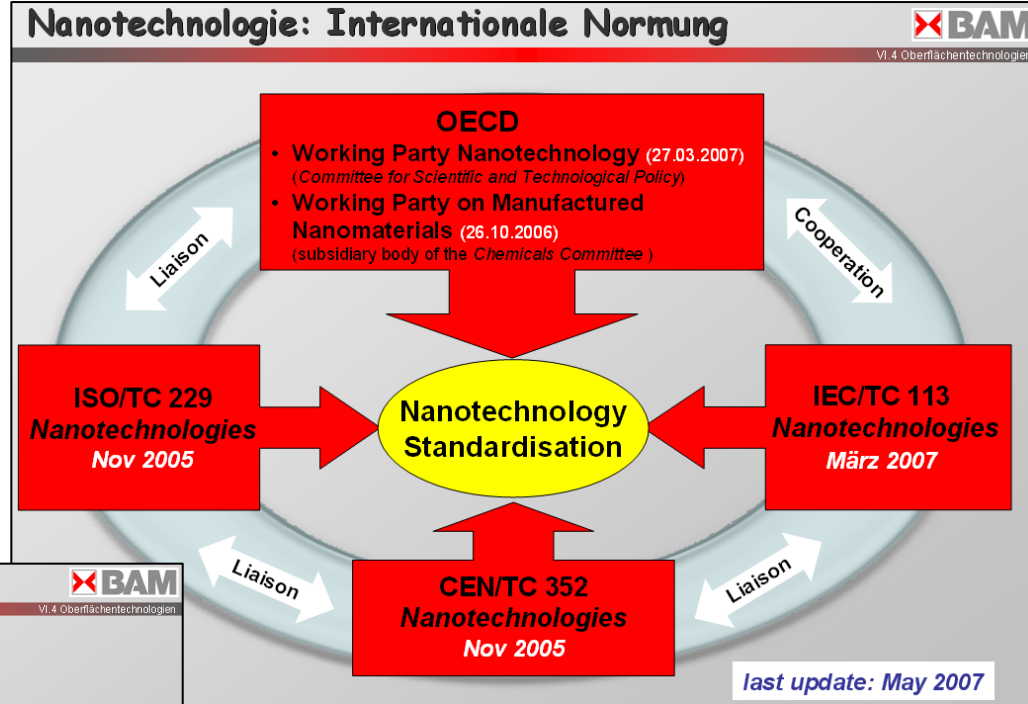 Nanotechnologie: Internationale Normung
BAM
VI.4 Oberflächentechnologien
OECD
• Working Party Nanotechnology (27.03.2007)
(Committee for Scientific and Technological Policy)
• Working Party on Manufactured
Nanomaterials (26.10.2006)
(subsidiary body of the Chemicals Committee )
Liaison
Cooperation
ISO/TC 229
Nanotechnologies
Nov 2005
Nanotechnology
Standardisation
IEC/TC 113
Nanotechnologies
März 2007
Liaison
Liaison
CEN/TC 352
Nanotechnologies
Nov 2005
BAM
VI.4 Oberflächentechnologien
last update: May 2007